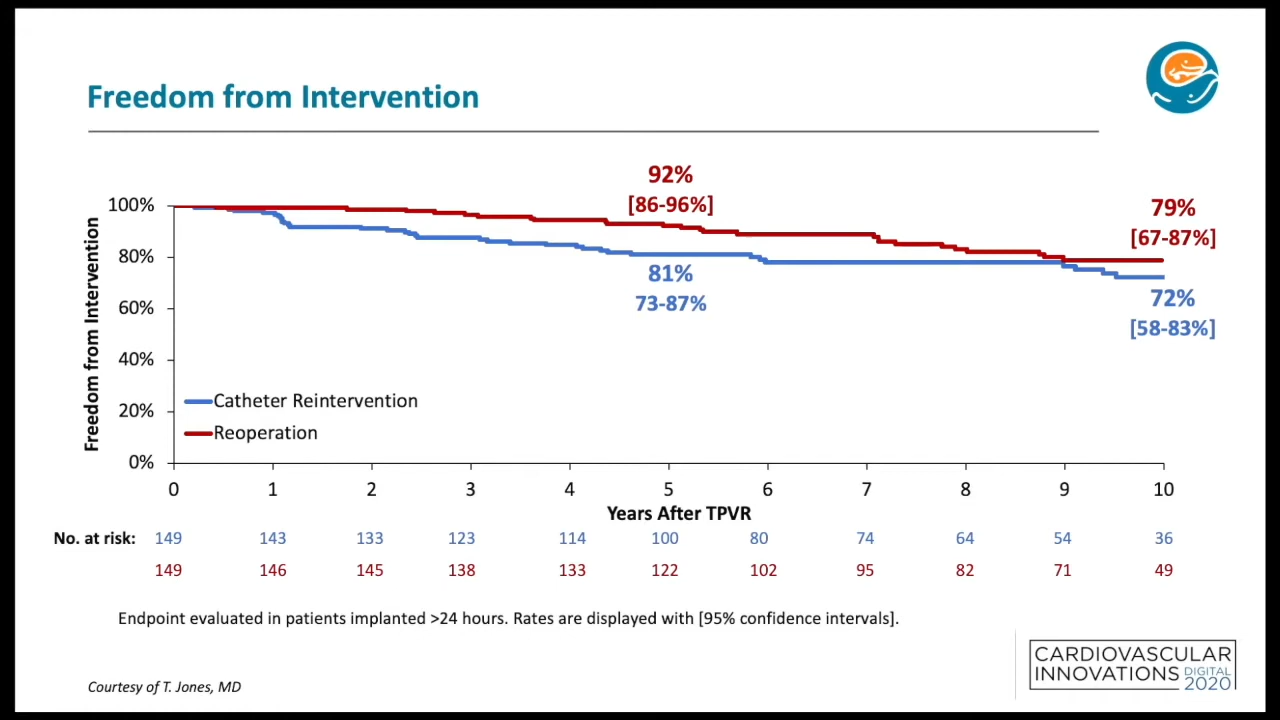 Freedom from Intervention
92%
[86-96%]
79%
[67-87%]
81%
73-87%
72%
[58-83%]
Freedom from Intervention
100%
80%
60%
40%
20%
0%
Catheter Reintervention
Reoperation
0 1 2 3 4 5 6 7 8 9 10
Years After TPVR
No. at risk: 149 143 133 123 114 100 80 74 64 54 36
149 146 145 138 133 122 102 95 82 71 49
Endpoint evaluated in patients implanted >24 hours. Rates are displayed with [95% confidence intervals].
Courtesy of T. Jones, MD
CARDIOVASCULAR
INNOVATIONS DIGITAL
2020